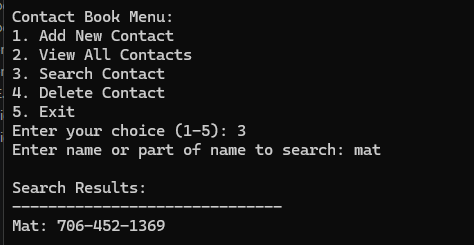 Contact Book Menu:
1. Add New Contact
2. View All Contacts
3. Search Contact
4. Delete Contact
5. Exit
Enter your choice (1-5): 3
Enter name or part of name to search: mat
Search Results:
------------------------------
Mat: 706-452-1369